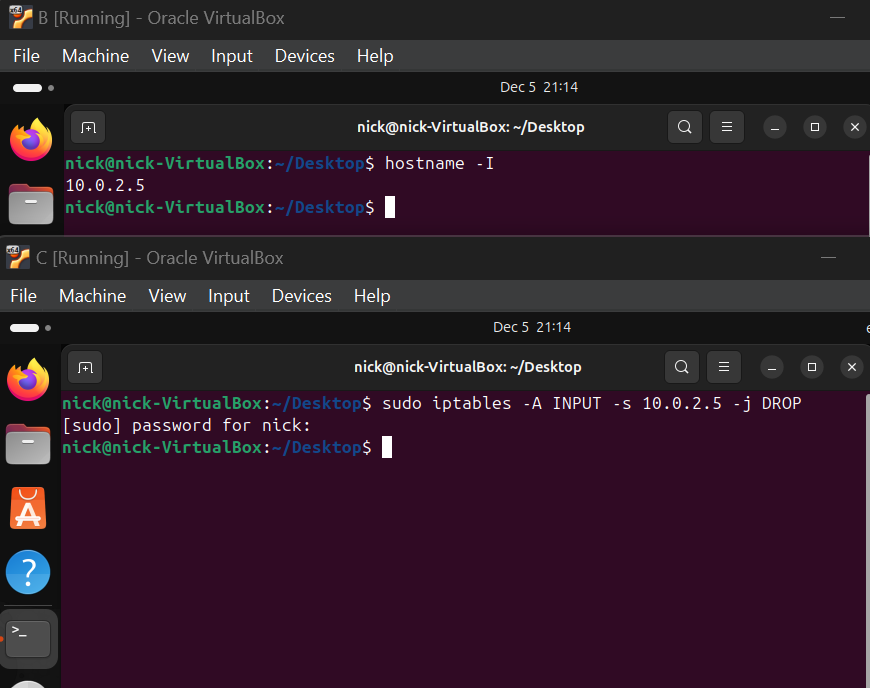 B [Running] - Oracle VirtualBox
File Machine View Input Devices Help
Dec 5 21:14
nick@nick-VirtualBox: ~/Desktop
nick@nick-VirtualBox:~/Desktop$ hostname -I
10.0.2.5
nick@nick-VirtualBox:~/Desktop$
C [Running] - Oracle VirtualBox
File Machine View Input Devices Help
Dec 5 21:14
nick@nick-VirtualBox: ~/Desktop
nick@nick-VirtualBox:~/Desktop$ sudo iptables -A INPUT -s 10.0.2.5 -j DROP
[sudo] password for nick:
nick@nick-VirtualBox:~/Desktop$